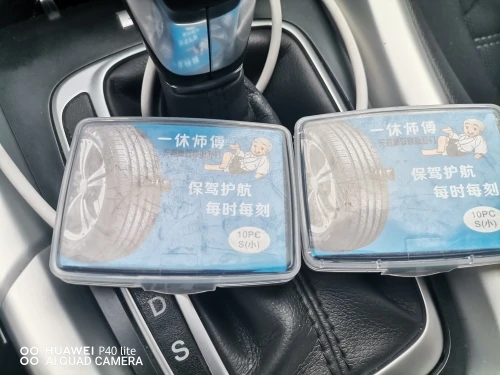 一休师傅
保驾护航
每时每刻
10PC
S(小)
一休师傅
保驾护航
每时每刻
10PC
S(小)
D
S
HUAWEI P40 lite
AI QUAD CAMERA